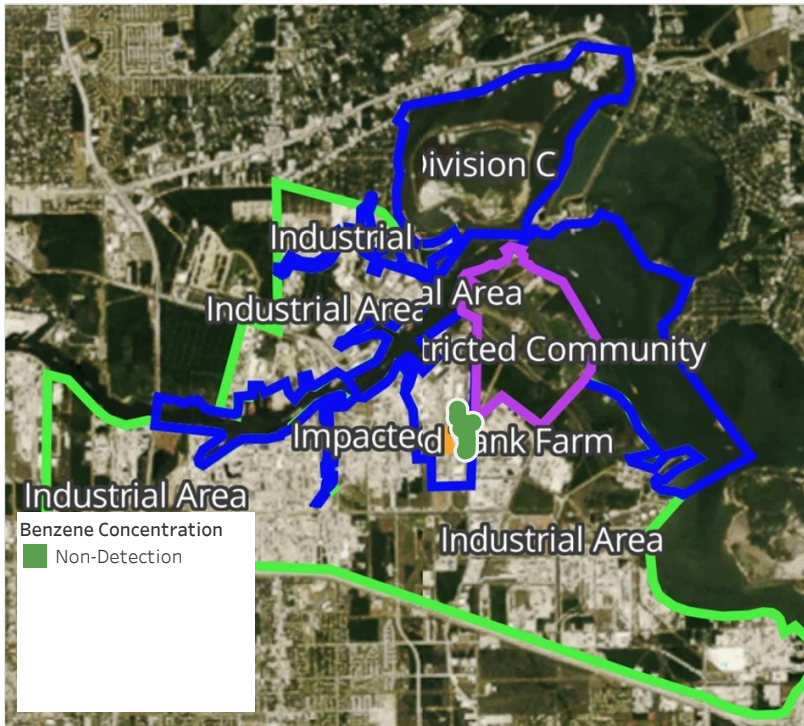 Division C
Industrial
al Area
Industrial Area
tricted Community
Impacted
ank Farm
Industrial Area
Industrial Area
Benzene Concentration
Non-Detection